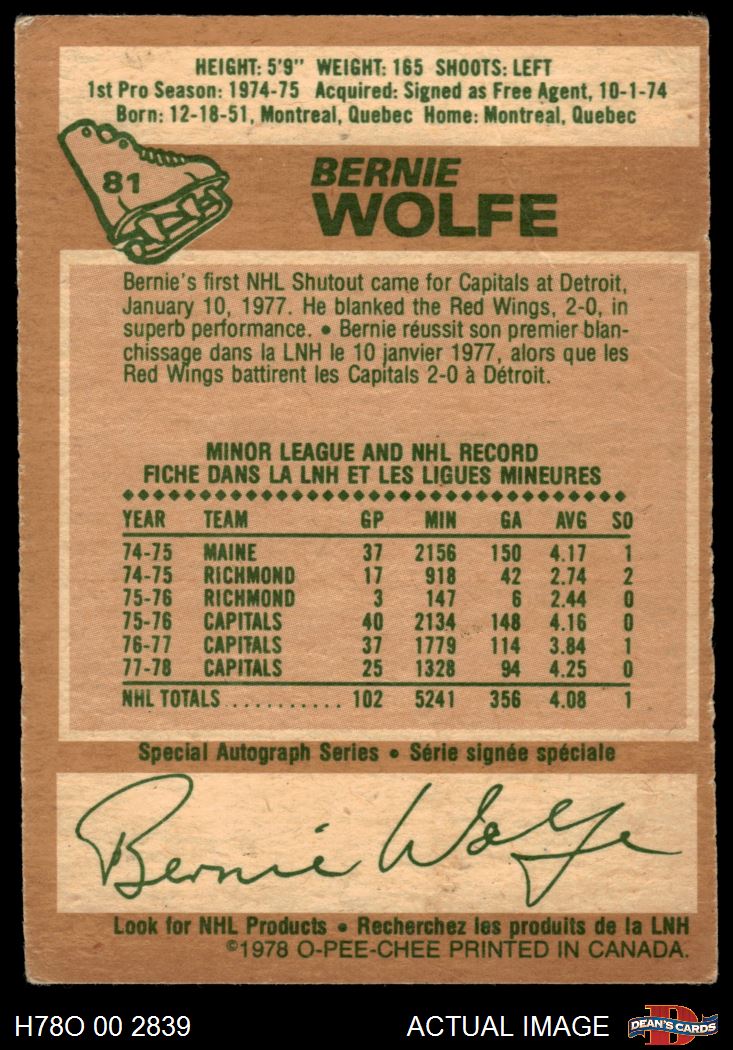 HEIGHT: 5'9" WEIGHT: 165 SHOOTS: LEFT
1st Pro Season: 1974-75 Acquired: Signed as Free Agent, 10-1-74
Born: 12-18-51, Montreal, Quebec Home: Montreal, Quebec
81
BERNIE
WOLFE
Bernie's first NHL Shutout came for Capitals at Detroit,
January 10, 1977. He blanked the Red Wings, 2-0, in
superb performance. • Bernie réussit son premier blan-
chissage dans la LNH le 10 janvier 1977, alors que les
Red Wings battirent les Capitals 2-0 à Détroit.
MINOR LEAGUE AND NHL RECORD
FICHE DANS LA LNH ET LES LIGUES MINEURES
YEAR TEAM GP MIN GA AVG SO
74-75 MAINE 37 2156 150 4.17 1
74-75 RICHMOND 17 918 42 2.74 2
75-76 RICHMOND 3 147 6 2.44 0
75-76 CAPITALS 40 2134 148 4.16 0
76-77 CAPITALS 37 1779 114 3.84 1
77-78 CAPITALS 25 1328 94 4.25 0
NHL TOTALS........... 102 5241 356 4.08 1
Special Autograph Series • Série signée spéciale
Bernie Wolfe
Look for NHL Products • Recherchez les produits de la LNH
©1978 O-PEE-CHEE PRINTED IN CANADA.
H78O 00 2839 ACTUAL IMAGE D DEAN'S CARDS